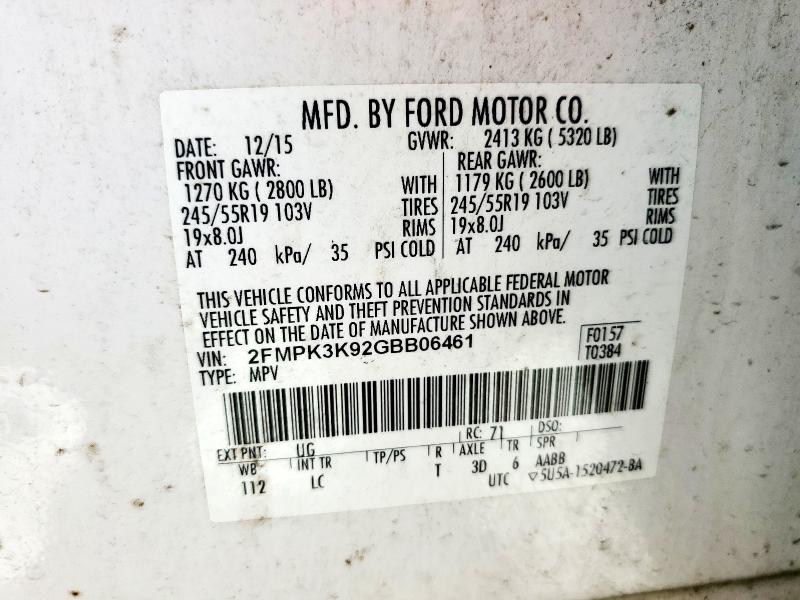 MFD. BY FORD MOTOR CO.
DATE: 12/15 GVWR: 2413 KG ( 5320 LB)
FRONT GAWR: REAR GAWR:
1270 KG ( 2800 LB) WITH 1179 KG ( 2600 LB) WITH
245/55R19 103V TIRES 245/55R19 103V TIRES
19x8.0J RIMS 19x8.0J RIMS
AT 240 kPa/ 35 PSI COLD AT 240 kPa/ 35 PSI COLD
THIS VEHICLE CONFORMS TO ALL APPLICABLE FEDERAL MOTOR
VEHICLE SAFETY AND THEFT PREVENTION STANDARDS IN
EFFECT ON THE DATE OF MANUFACTURE SHOWN ABOVE.
VIN: 2FMPK3K92GBB06461 F0157
TYPE: MPV T0384
EXT PNT: UG RC: 71 DSO:
WB INT TR TP/PS R AXLE TR SPR
112 LC T 3D 6 AABB
UTC ▽5U5A-1520472-BA